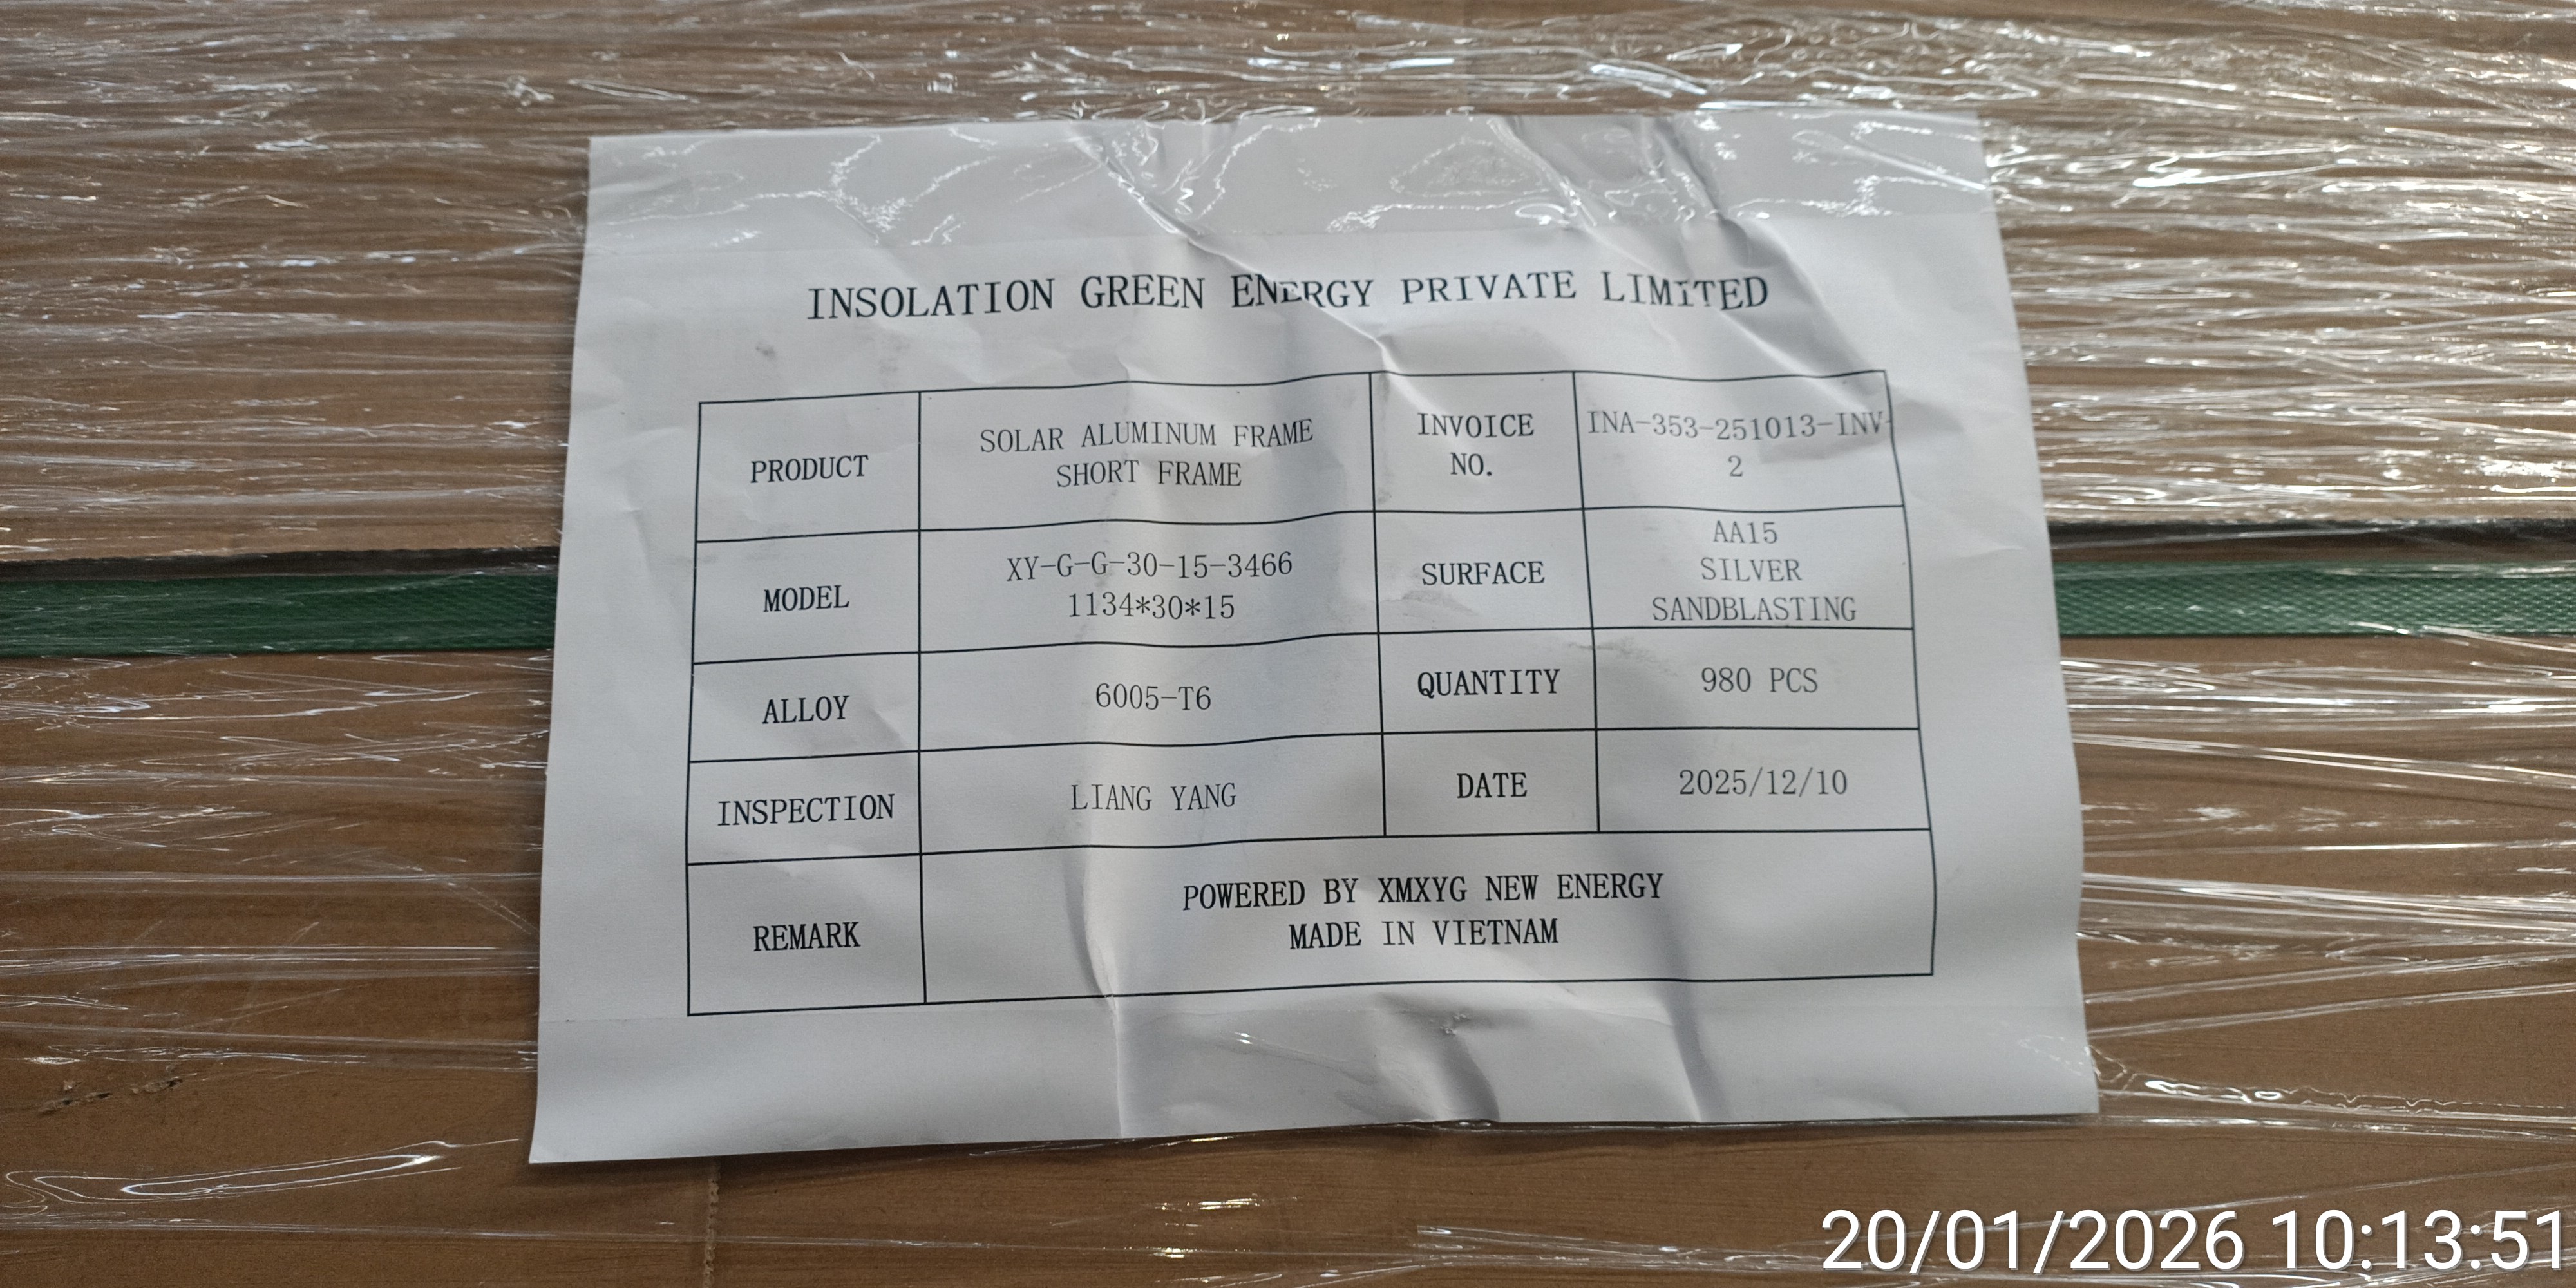 INSOLATION GREEN ENERGY PRIVATE LIMITED
PRODUCT
SOLAR ALUMINUM FRAME
SHORT FRAME
INVOICE
NO.
INA-353-251013-INV-
2
MODEL
XY-G-G-30-15-3466
1134*30*15
SURFACE
AA15
SILVER
SANDBLASTING
ALLOY
6005-T6
QUANTITY
980 PCS
INSPECTION
LIANG YANG
DATE
2025/12/10
REMARK
POWERED BY XMXYG NEW ENERGY
MADE IN VIETNAM
20/01/2026 10:13:51